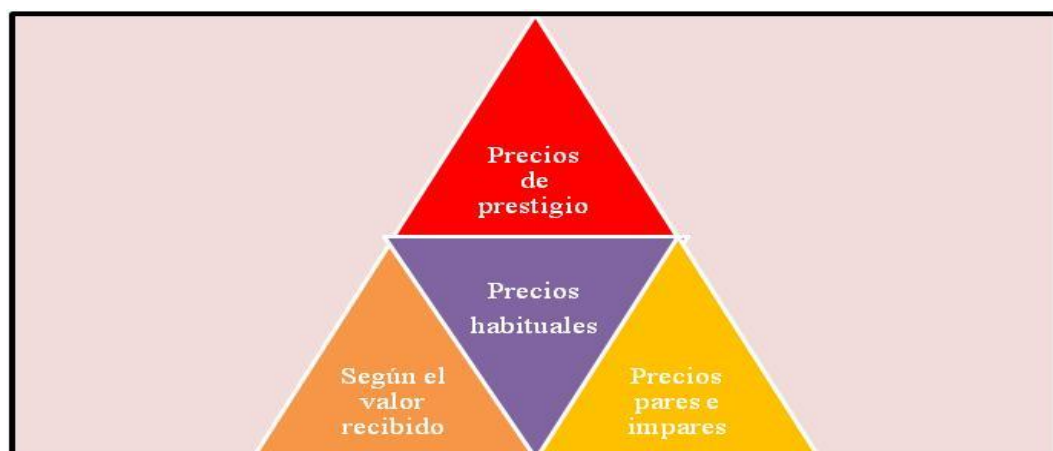 Precios
de
prestigio
Precios
habituales
Según el
valor
recibido
Precios
pares e
impares